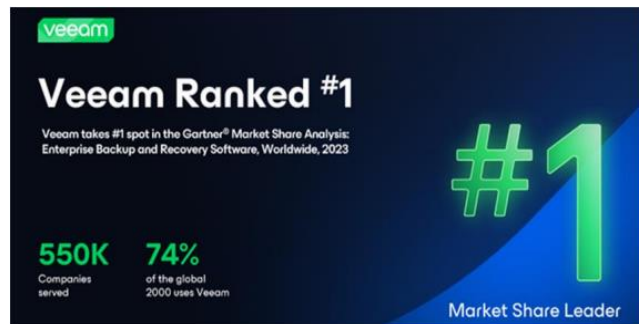 veeam
Veeam Ranked #1
Veeam takes #1 spot in the Gartner® Market Share Analysis:
Enterprise Backup and Recovery Software, Worldwide, 2023
#1
550K
Companies
served
74%
of the global
2000 uses Veeam
Market Share Leader